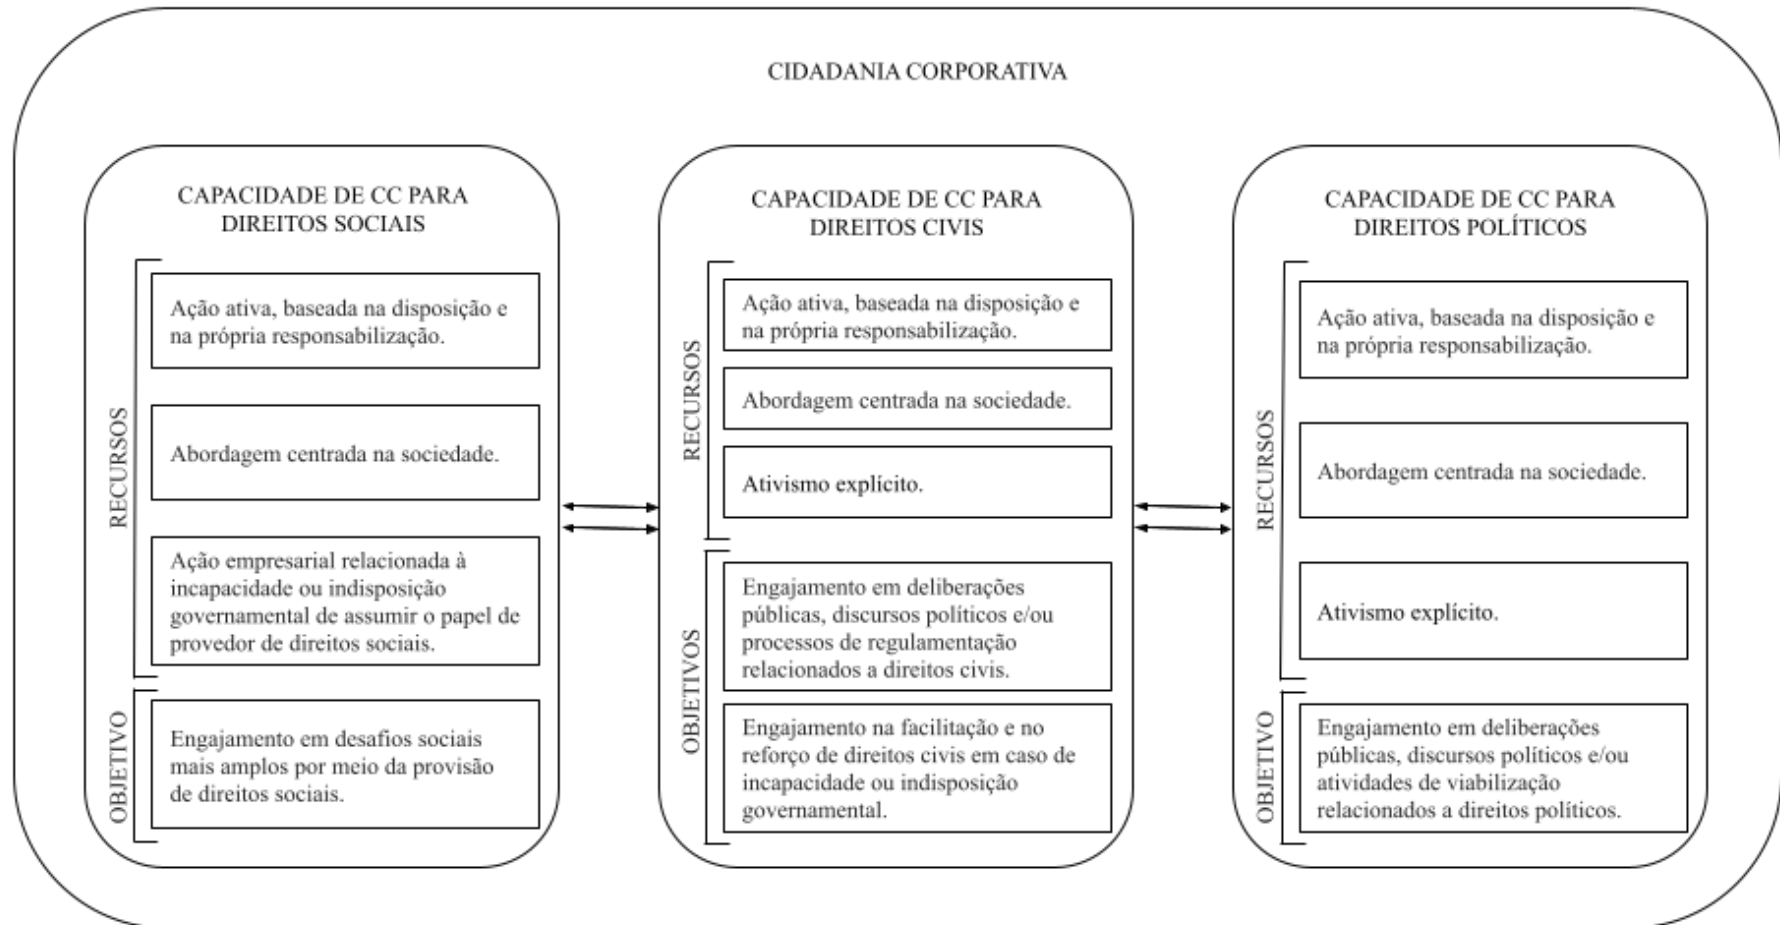 CIDADANIA CORPORATIVA
CAPACIDADE DE CC PARA
DIREITOS SOCIAIS
RECURSOS
Ação ativa, baseada na disposição e
na própria responsabilização.
Abordagem centrada na sociedade.
Ação empresarial relacionada à
incapacidade ou indisposição
governamental de assumir o papel de
provedor de direitos sociais.
OBJETIVO
Engajamento em desafios sociais
mais amplos por meio da provisão
de direitos sociais.
CAPACIDADE DE CC PARA
DIREITOS CIVIS
RECURSOS
Ação ativa, baseada na disposição e
na própria responsabilização.
Abordagem centrada na sociedade.
Ativismo explícito.
OBJETIVOS
Engajamento em deliberações
públicas, discursos políticos e/ou
processos de regulamentação
relacionados a direitos civis.
Engajamento na facilitação e no
reforço de direitos civis em caso de
incapacidade ou indisposição
governamental.
CAPACIDADE DE CC PARA
DIREITOS POLÍTICOS
RECURSOS
Ação ativa, baseada na disposição e
na própria responsabilização.
Abordagem centrada na sociedade.
Ativismo explícito.
OBJETIVO
Engajamento em deliberações
públicas, discursos políticos e/ou
atividades de viabilização
relacionados a direitos políticos.